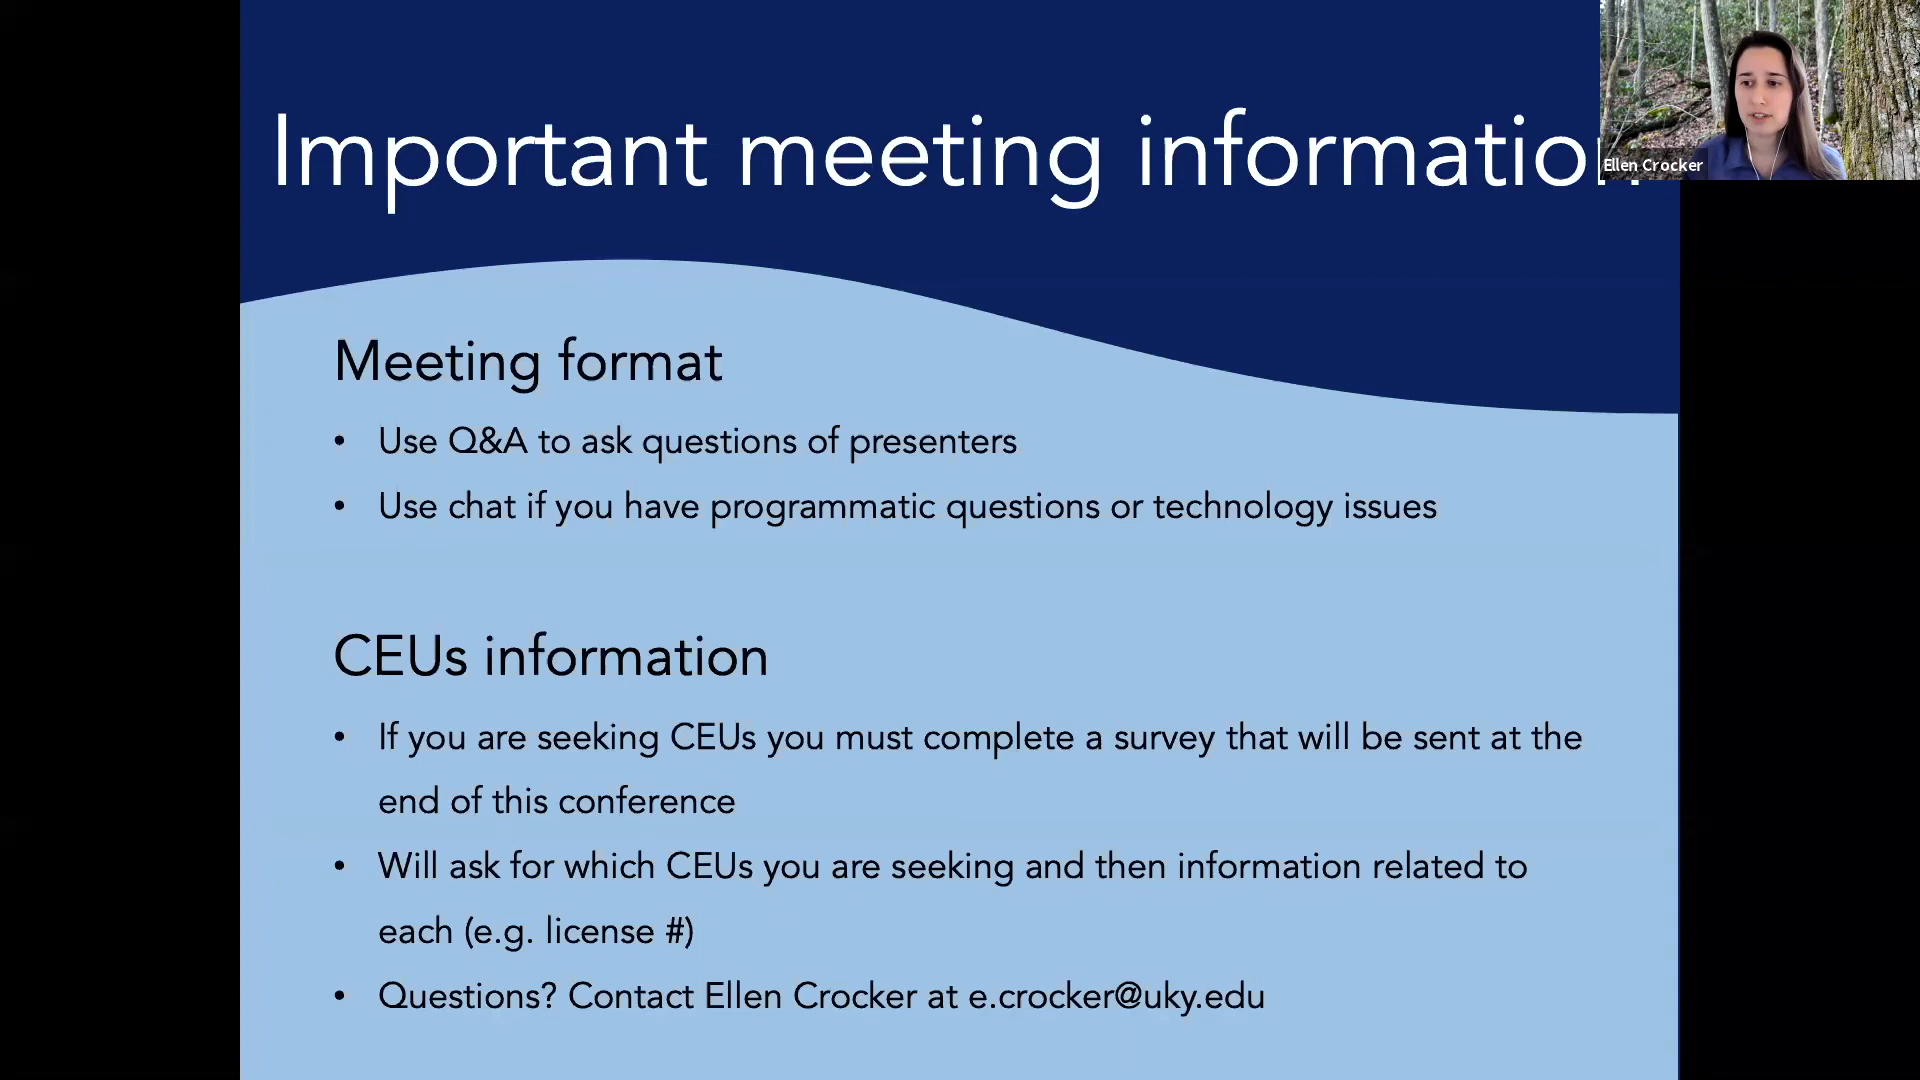 Important meeting information
Ellen Crocker
Meeting format
• Use Q&A to ask questions of presenters
• Use chat if you have programmatic questions or technology issues
CEUs information
• If you are seeking CEUs you must complete a survey that will be sent at the
end of this conference
• Will ask for which CEUs you are seeking and then information related to
each (e.g. license #)
• Questions? Contact Ellen Crocker at e.crocker@uky.edu